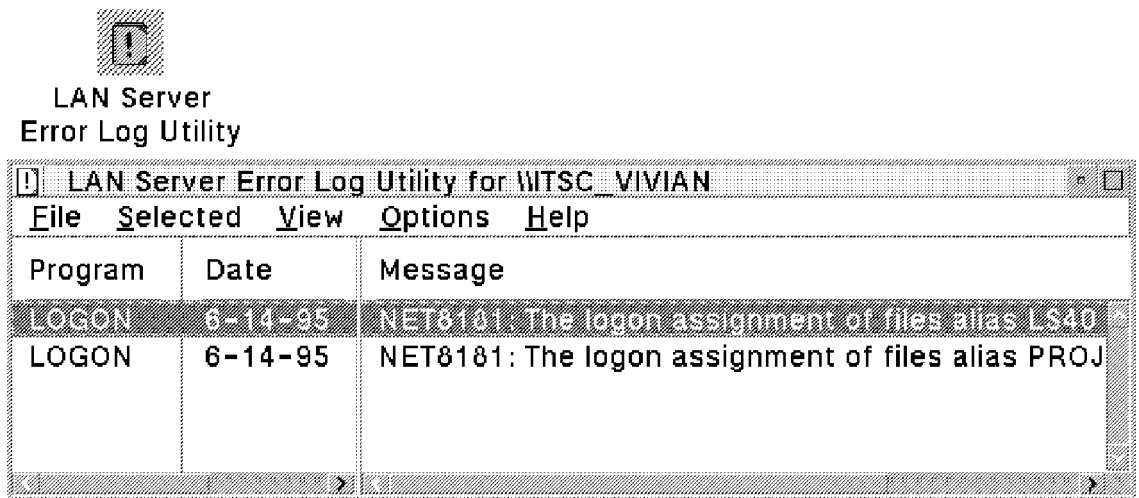 LAN Server
Error Log Utility
LAN Server Error Log Utility for \\ITSC_VIVIAN
File Selected View Options Help
Program Date Message
LOGON 6-14-95 NET8181: The logon assignment of files alias LS40
LOGON 6-14-95 NET8181: The logon assignment of files alias PROJ